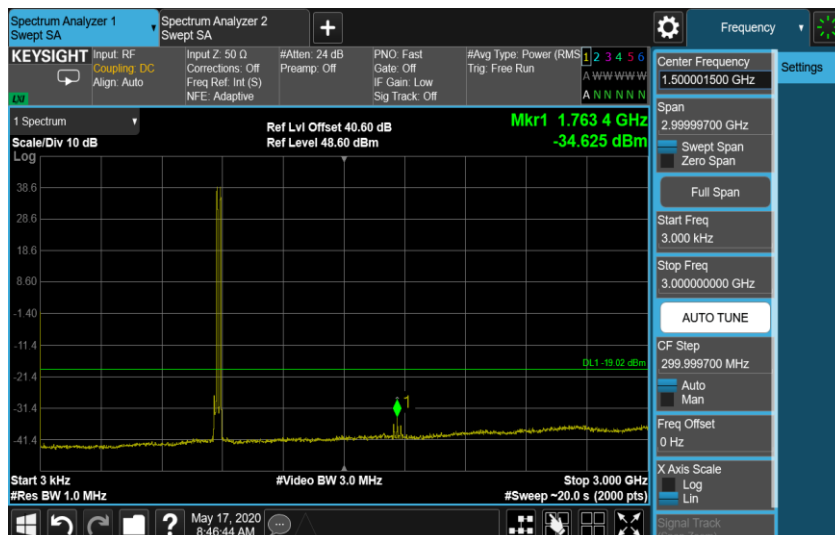 Spectrum Analyzer 1
Swept SA
Spectrum Analyzer 2
Swept SA
+
Frequency
KEYSIGHT
LXI
Input: RF
Coupling: DC
Align: Auto
Input Z: 50 Ω
Corrections: Off
Freq Ref: Int (S)
NFE: Adaptive
#Atten: 24 dB
Preamp: Off
PNO: Fast
Gate: Off
IF Gain: Low
Sig Track: Off
#Avg Type: Power (RMS
Trig: Free Run
1 2 3 4 5 6
A W W W W W
A N N N N N
Settings
Center Frequency
1.500001500 GHz
Span
2.99999700 GHz
Swept Span
Zero Span
Full Span
Start Freq
3.000 kHz
Stop Freq
3.000000000 GHz
AUTO TUNE
CF Step
299.999700 MHz
Auto
Man
Freq Offset
0 Hz
X Axis Scale
Log
Lin
Signal Track
1 Spectrum
Scale/Div 10 dB
Log
Ref Lvl Offset 40.60 dB
Ref Level 48.60 dBm
Mkr1 1.763 4 GHz
-34.625 dBm
38.6
28.6
18.6
8.60
-1.40
-11.4
DL1 -19.02 dBm
-21.4
-31.4
1
-41.4
Start 3 kHz
#Res BW 1.0 MHz
#Video BW 3.0 MHz
Stop 3.000 GHz
#Sweep ~20.0 s (2000 pts)
?
May 17, 2020
8:46:44 AM